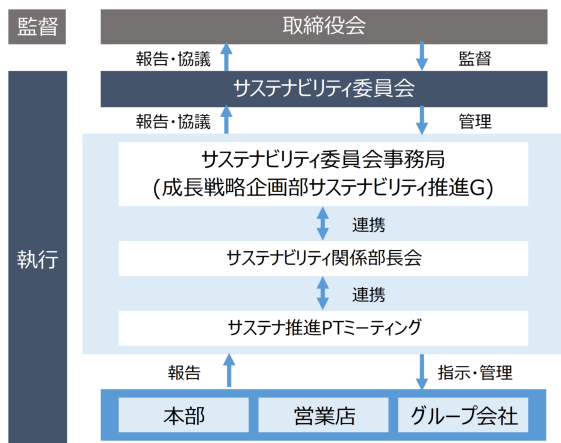 監督
取締役会
報告・協議
監督
サステナビリティ委員会
報告・協議
管理
執行
サステナビリティ委員会事務局
(成長戦略企画部サステナビリティ推進G)
連携
サステナビリティ関係部長会
連携
サステナ推進PTミーティング
報告
指示・管理
本部
営業店
グループ会社